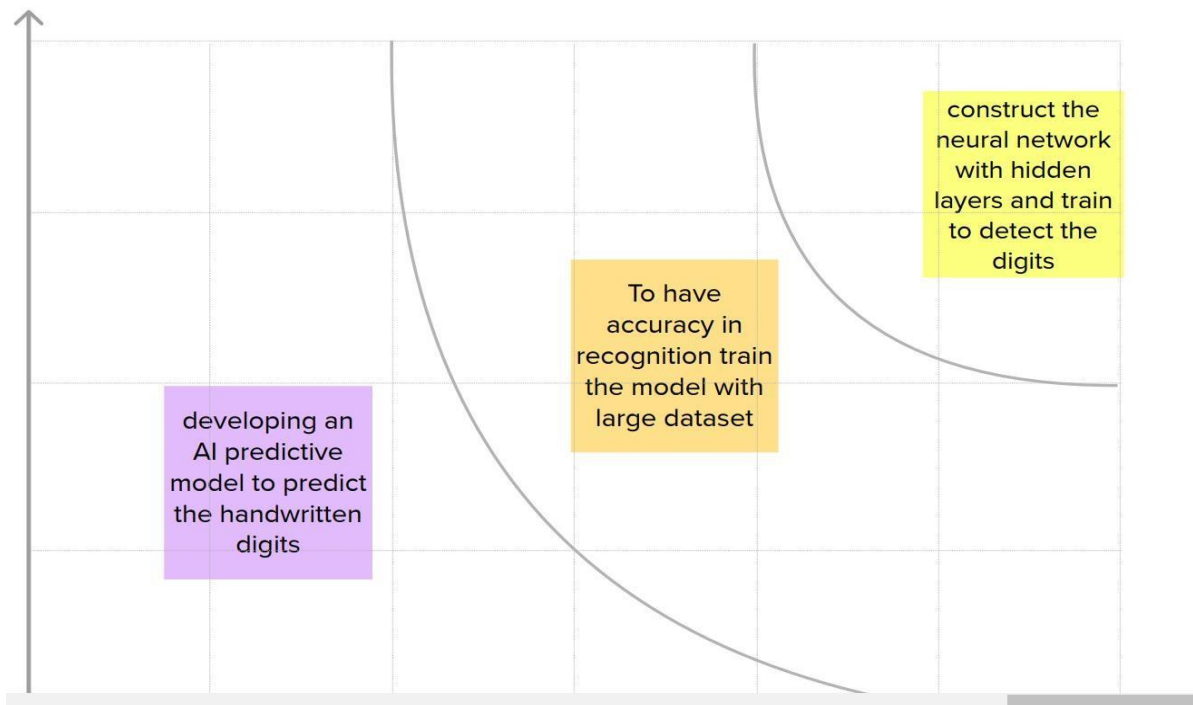 developing an
AI predictive
model to predict
the handwritten
digits
To have
accuracy in
recognition train
the model with
large dataset
construct the
neural network
with hidden
layers and train
to detect the
digits